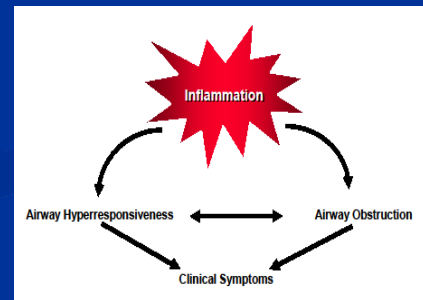 Inflammation
Airway Hyperresponsiveness
Airway Obstruction
Clinical Symptoms